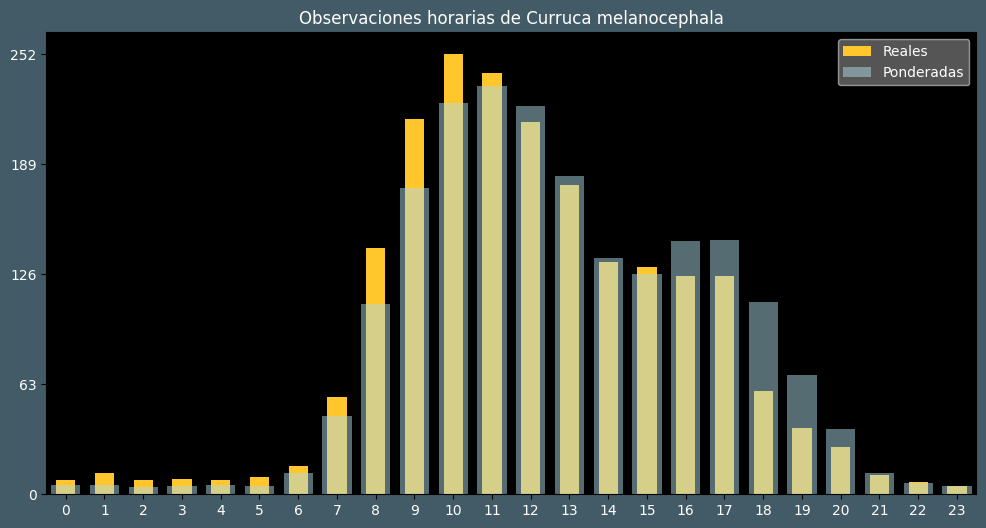 Observaciones horarias de Curruca melanocephala
Reales
Ponderadas
252
189
126
63
0
0 1 2 3 4 5 6 7 8 9 10 11 12 13 14 15 16 17 18 19 20 21 22 23